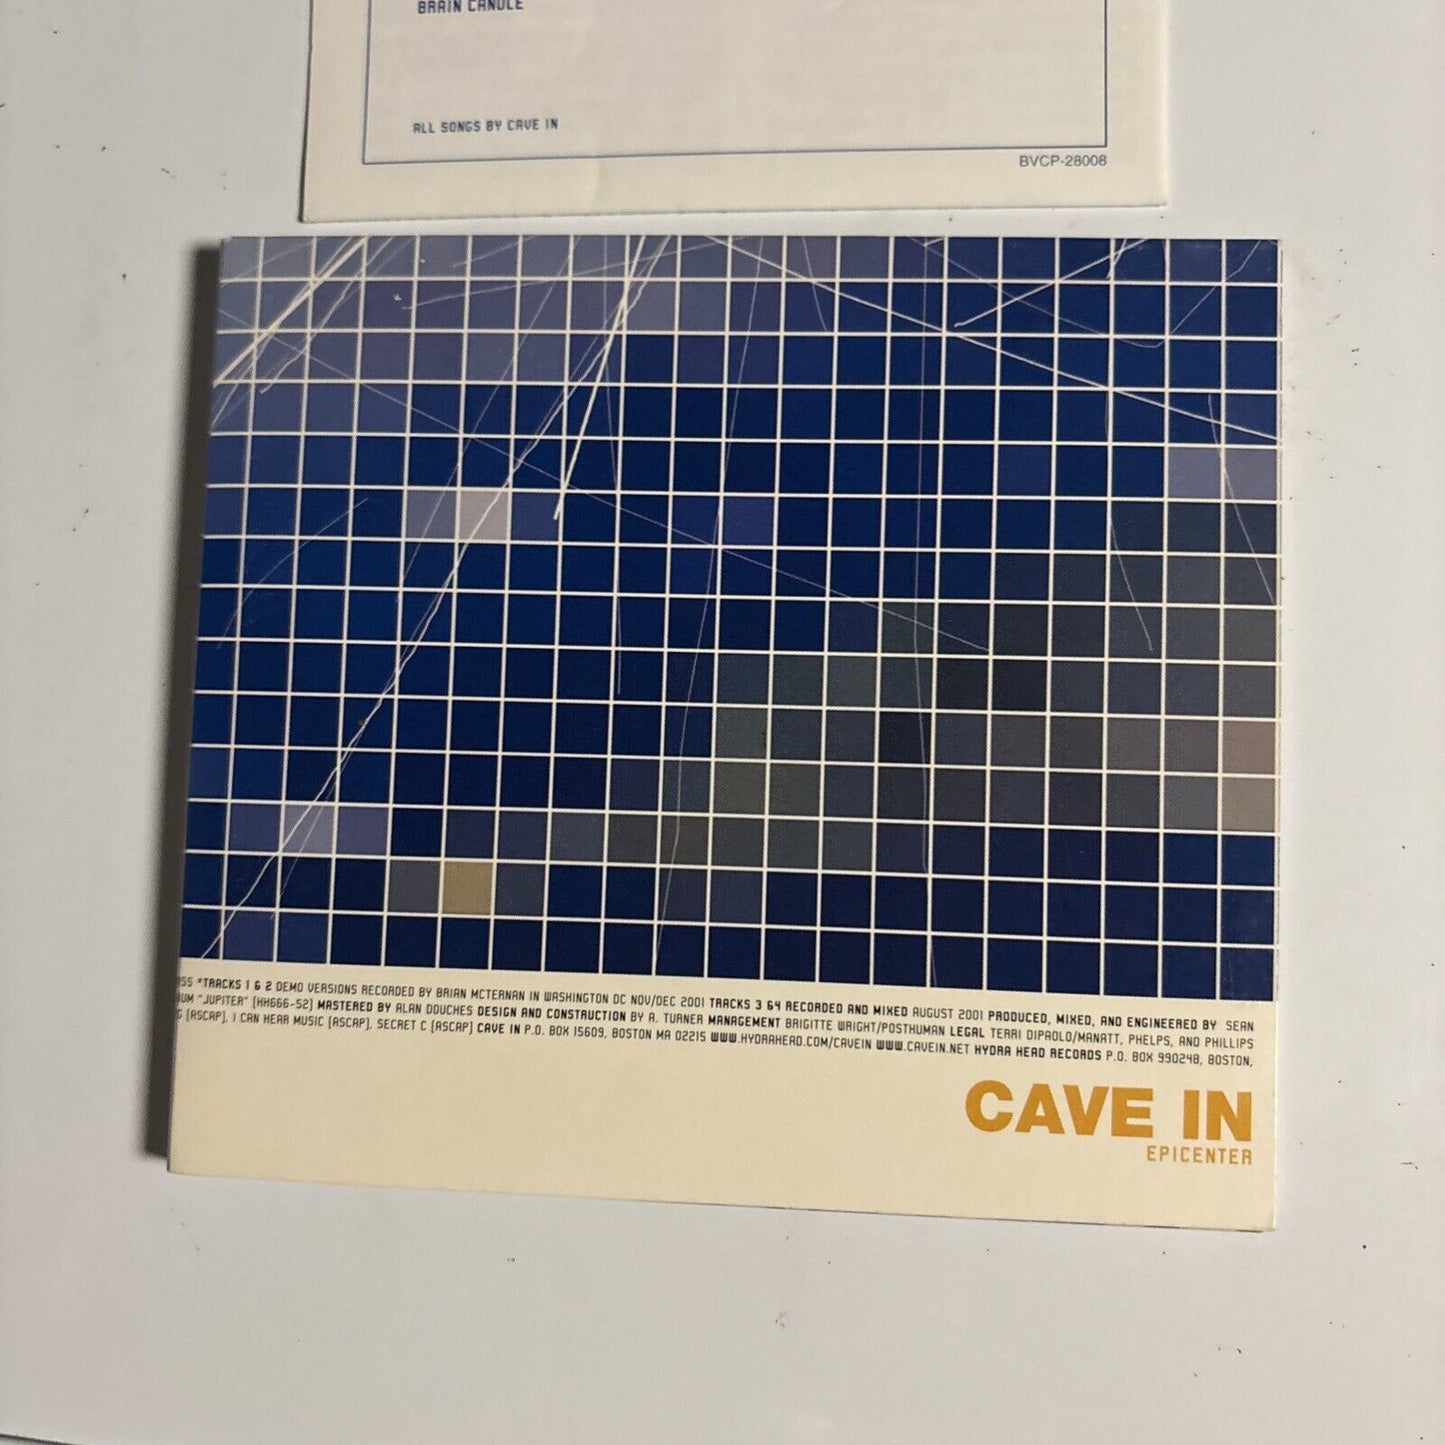 BRAIN CANDLE
ALL SONGS BY CAVE IN
BVCP-28008
*TRACKS 1 & 2 DEMO VERSIONS RECORDED BY BRIAN MCTERNAN IN WASHINGTON DC NOV/DEC 2001 TRACKS 3 &4 RECORDED AND MIXED AUGUST 2001 PRODUCED, MIXED, AND ENGINEERED BY SEAN
"JUPITER" [HH666-52] MASTERED BY ALAN DOUCHES DESIGN AND CONSTRUCTION BY A. TURNER MANAGEMENT BRIGITTE WRIGHT/POSTHUMAN LEGAL TERRI DIPAOLO/MANATT, PHELPS, AND PHILLIPS
[ASCAP], I CAN HEAR MUSIC [ASCAP], SECRET C [ASCAP] CAVE IN P.O. BOX 15609, BOSTON MA 02215 WWW.HYDRAHEAD.COM/CAVEIN WWW.CAVEIN.NET HYDRA HEAD RECORDS P.O. BOX 990248, BOSTON,
CAVE IN
EPICENTER